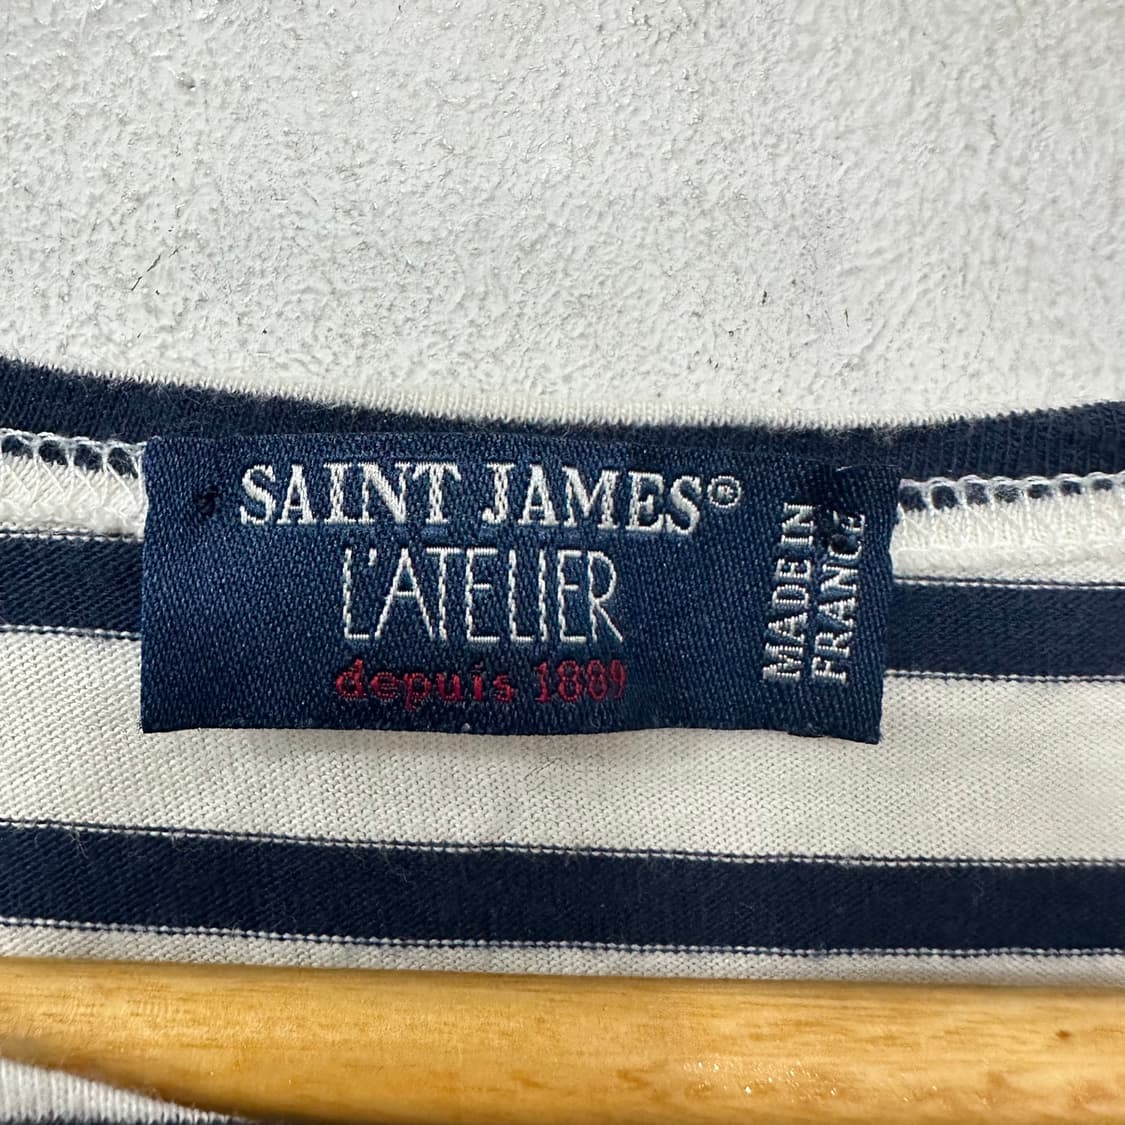 SAINT JAMES®
L'ATELIER
depuis 1889
MADE IN
FRANCE